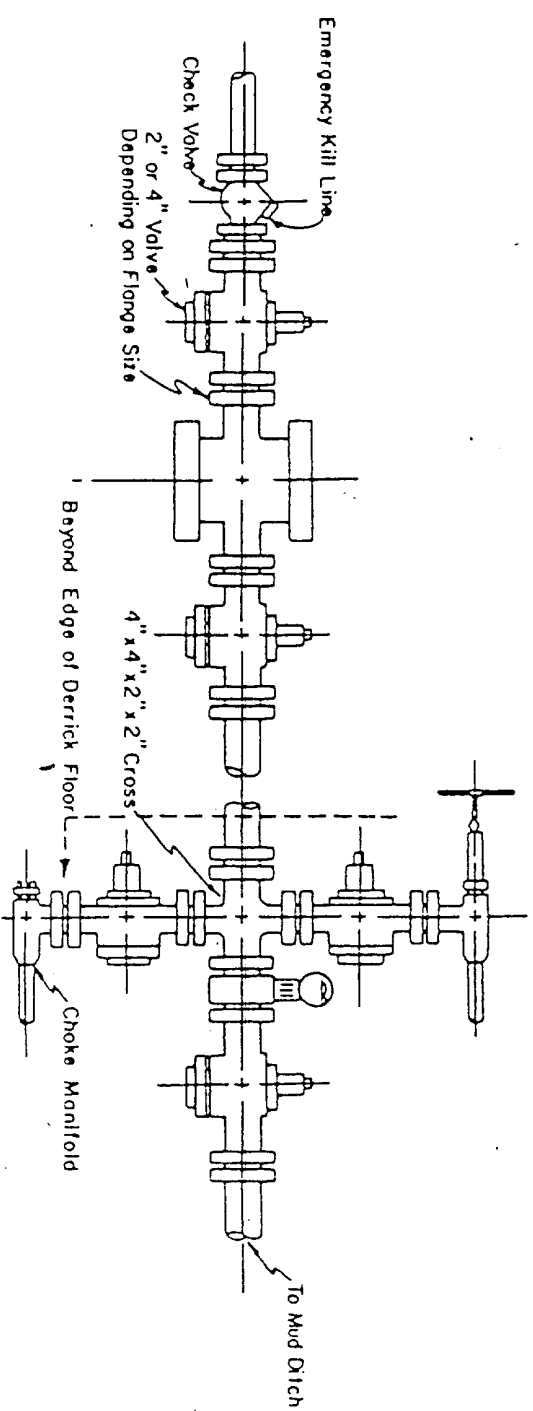 Emergency Kill Line
Check Valve
2" or 4" Valve
Depending on Flange Size
Beyond Edge of Derrick Floor
4"x4"x2"x2" Cross
Choke Manifold
To Mud Ditch